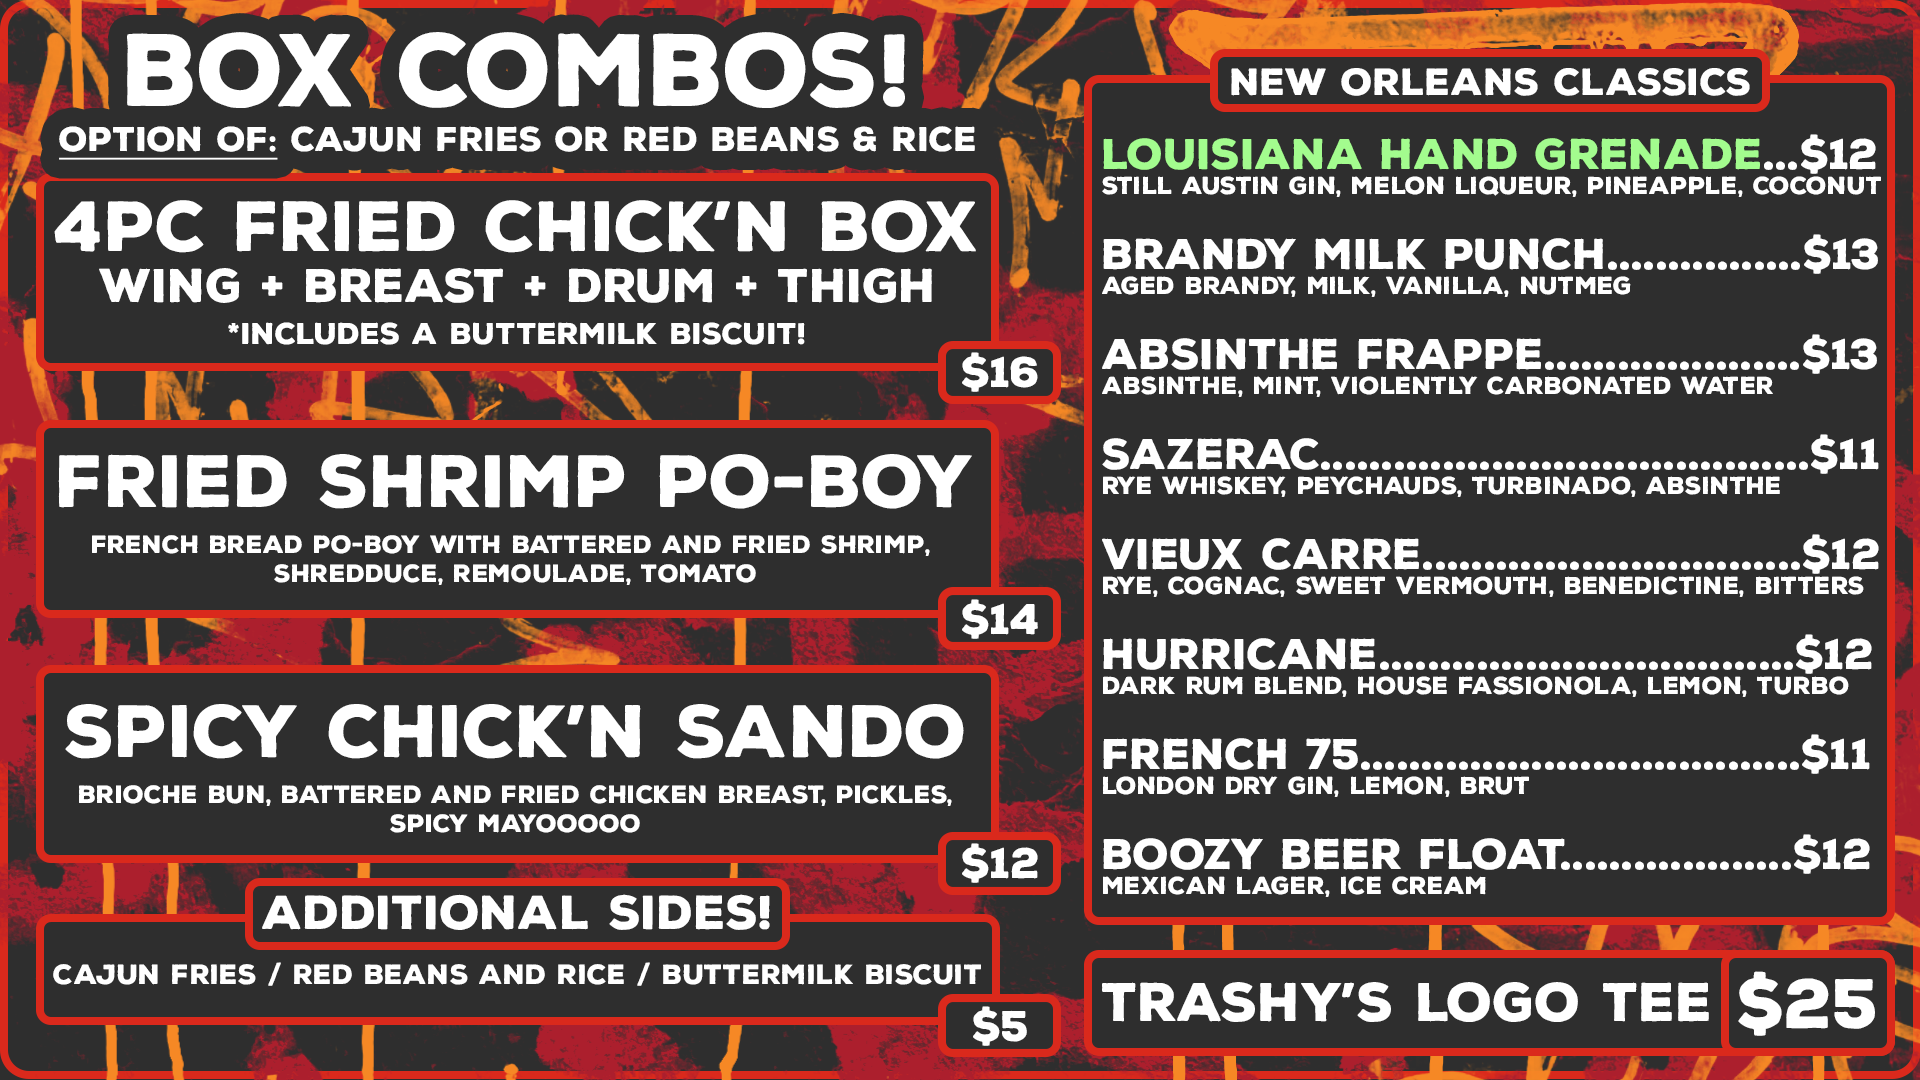 BOX COMBOS!
OPTION OF: CAJUN FRIES OR RED BEANS & RICE
4PC FRIED CHICK'N BOX
WING + BREAST + DRUM + THIGH
*INCLUDES A BUTTERMILK BISCUIT!
$16
FRIED SHRIMP PO-BOY
FRENCH BREAD PO-BOY WITH BATTERED AND FRIED SHRIMP,
SHREDDUCE, REMOULADE, TOMATO
$14
SPICY CHICK'N SANDO
BRIOCHE BUN, BATTERED AND FRIED CHICKEN BREAST, PICKLES,
SPICY MAYOOOOO
$12
ADDITIONAL SIDES!
CAJUN FRIES / RED BEANS AND RICE / BUTTERMILK BISCUIT
$5
NEW ORLEANS CLASSICS
LOUISIANA HAND GRENADE...$12
STILL AUSTIN GIN, MELON LIQUEUR, PINEAPPLE, COCONUT
BRANDY MILK PUNCH................$13
AGED BRANDY, MILK, VANILLA, NUTMEG
ABSINTHE FRAPPE.....................$13
ABSINTHE, MINT, VIOLENTLY CARBONATED WATER
SAZERAC........................................$11
RYE WHISKEY, PEYCHAUDS, TURBINADO, ABSINTHE
VIEUX CARRE...............................$12
RYE, COGNAC, SWEET VERMOUTH, BENEDICTINE, BITTERS
HURRICANE..................................$12
DARK RUM BLEND, HOUSE FASSIONOLA, LEMON, TURBO
FRENCH 75....................................$11
LONDON DRY GIN, LEMON, BRUT
BOOZY BEER FLOAT...................$12
MEXICAN LAGER, ICE CREAM
TRASHY'S LOGO TEE $25